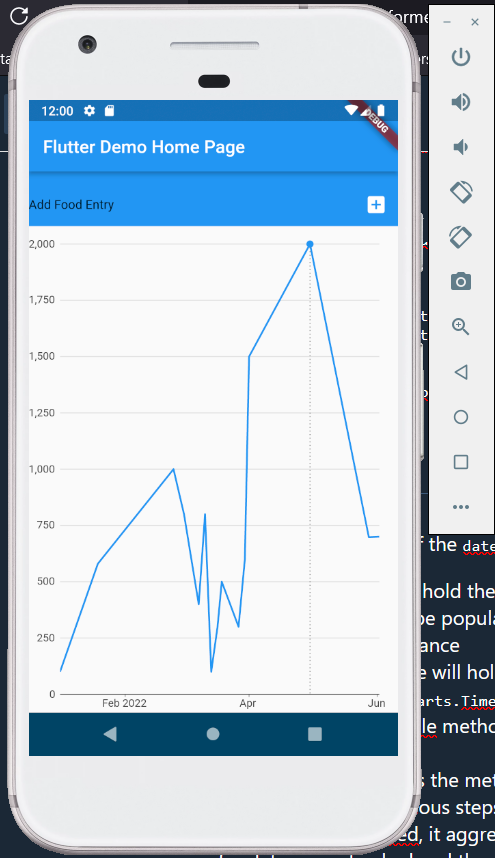 forme
12:00
DEBUG
Flutter Demo Home Page
Add Food Entry
2,000
1,750
1,500
1,250
1,000
750
500
250
0
Feb 2022 Apr Jun
f the date
hold the
be popula
ance
e will hol
arts.Time
le metho
s the met
ous steps
ed, it aggre